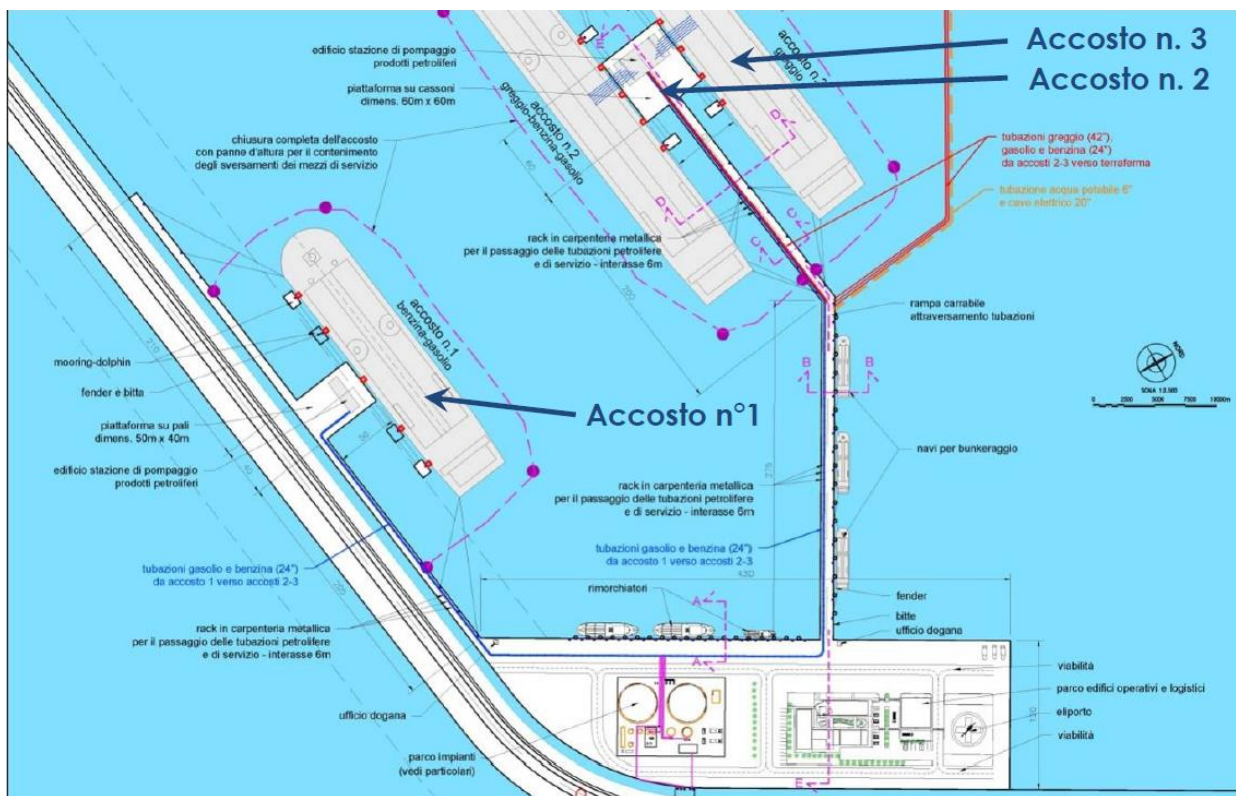 edificio stazione di pompaggio
prodotti petroliferi
piattaforma su cassoni
dimens. 60m x 60m
chiusura completa dell'accosto
con panne d'altura per il contenimento
degli sversamenti dei mezzi di servizio
accosto n.2
greggio-benzina-gasolio
greggio
Accosto n. 3
Accosto n. 2
tubazioni greggio (42"),
gasolio e benzina (24")
da accosti 2-3 verso terraferma
tubazione acqua potabile 6"
e cavo elettrico 20"
rack in carpenteria metallica
per il passaggio delle tubazioni petrolifere
e di servizio - interasse 6m
rampa carrabile
attraversamento tubazioni
accosto n.1
benzina-gasolio
mooring-dolphin
fender e bitta
piattaforma su pali
dimens. 50m x 40m
edificio stazione di pompaggio
prodotti petroliferi
Accosto n°1
B
B
NORD
navi per bunkeraggio
rack in carpenteria metallica
per il passaggio delle tubazioni petrolifere
e di servizio - interasse 6m
275
tubazioni gasolio e benzina (24")
da accosto 1 verso accosti 2-3
tubazioni gasolio e benzina (24")
da accosto 1 verso accosti 2-3
430
rimorchiatori
A
A
fender
bitte
ufficio dogana
rack in carpenteria metallica
per il passaggio delle tubazioni petrolifere
e di servizio - interasse 6m
ufficio dogana
parco impianti
(vedi particolari)
viabilità
parco edifici operativi e logistici
eliporto
viabilità
E